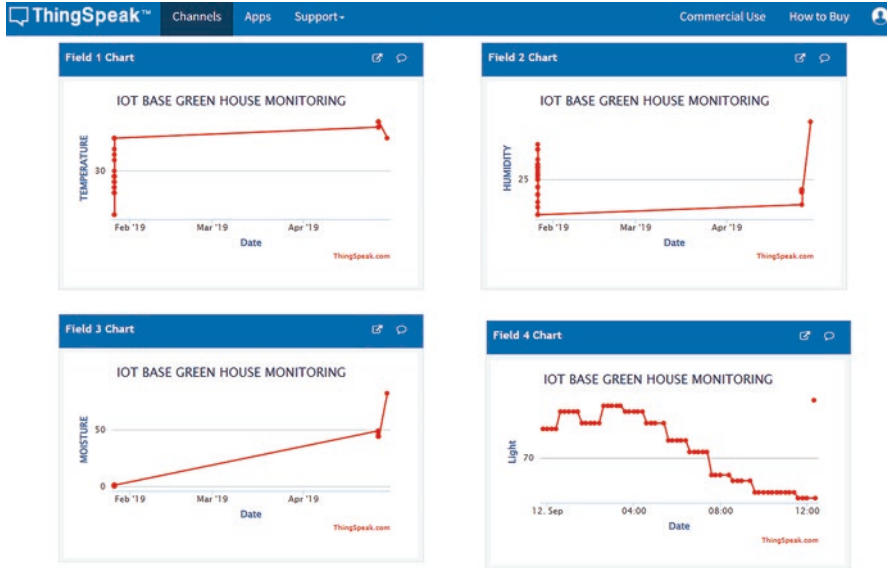 ThingSpeak™ Channels Apps Support Commercial Use How to Buy
Field 1 Chart
IOT BASE GREEN HOUSE MONITORING
TEMPERATURE
30
Feb '19 Mar '19 Apr '19
Date
ThingSpeak.com
Field 2 Chart
IOT BASE GREEN HOUSE MONITORING
HUMIDITY
25
Feb '19 Mar '19 Apr '19
Date
ThingSpeak.com
Field 3 Chart
IOT BASE GREEN HOUSE MONITORING
MOISTURE
50
0
Feb '19 Mar '19 Apr '19
Date
ThingSpeak.com
Field 4 Chart
IOT BASE GREEN HOUSE MONITORING
Light
70
12. Sep 04:00 08:00 12:00
Date
ThingSpeak.com